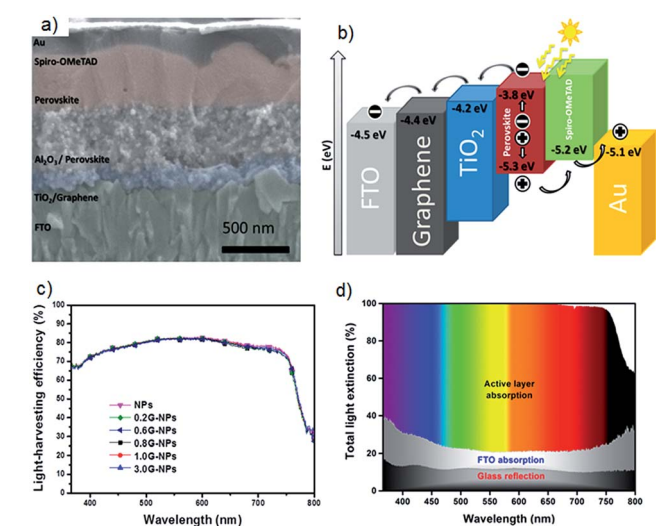 a)
Au
Spiro-OMeTAD
Perovskite
Al₂O₃ / Perovskite
TiO₂/Graphene
FTO
500 nm
b)
E (eV)
-4.5 eV
FTO
-4.4 eV
Graphene
-4.2 eV
TiO₂
-3.8 eV
Perovskite
-5.3 eV
Spiro-OMeTAD
-5.2 eV
-5.1 eV
Au
c)
Light-harvesting efficiency (%)
100
90
80
70
60
50
40
30
20
10
0
NPs
0.2G-NPs
0.6G-NPs
0.8G-NPs
1.0G-NPs
3.0G-NPs
400 500 600 700 800
Wavelength (nm)
d)
Total light extinction (%)
100
80
60
40
20
0
Active layer
absorption
FTO absorption
Glass reflection
400 450 500 550 600 650 700 750 800
Wavelength (nm)